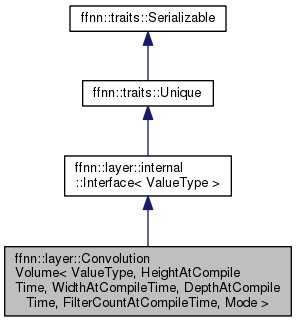 ffnn::traits::Serializable
ffnn::traits::Unique
ffnn::layer::internal
::Interface< ValueType >
ffnn::layer::Convolution
Volume< ValueType, HeightAtCompile
Time, WidthAtCompileTime, DepthAtCompile
Time, FilterCountAtCompileTime, Mode >